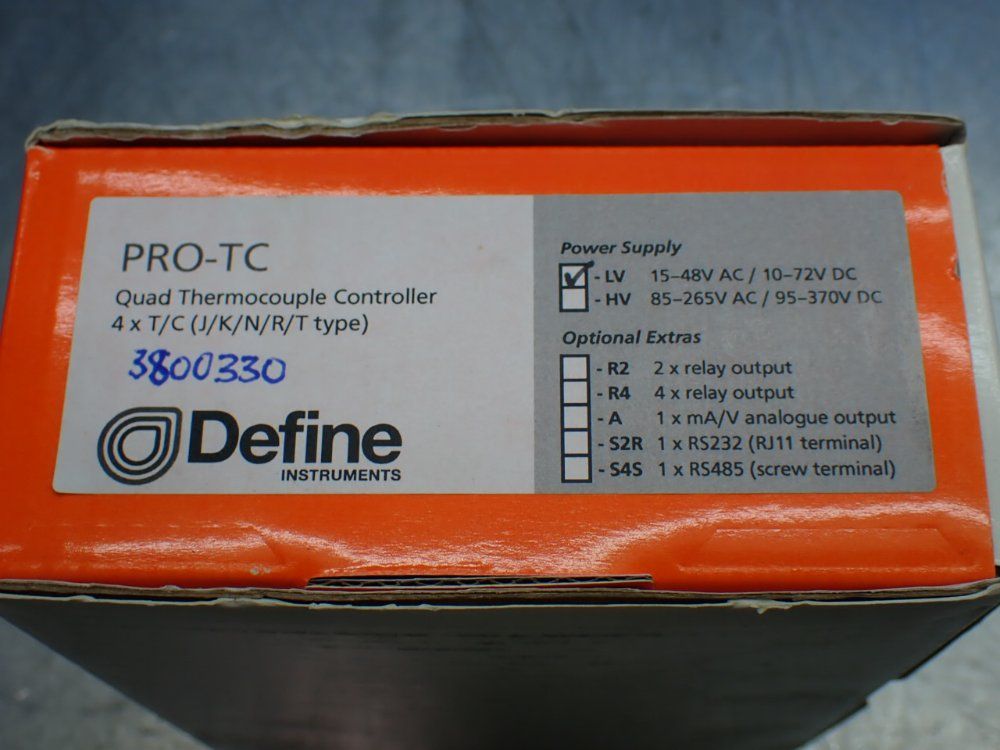 PRO-TC
Quad Thermocouple Controller
4 x T/C (J/K/N/R/T type)
3800330
Define
INSTRUMENTS
Power Supply
- LV 15–48V AC / 10–72V DC
- HV 85–265V AC / 95–370V DC
Optional Extras
- R2 2 x relay output
- R4 4 x relay output
- A 1 x mA/V analogue output
- S2R 1 x RS232 (RJ11 terminal)
- S4S 1 x RS485 (screw terminal)